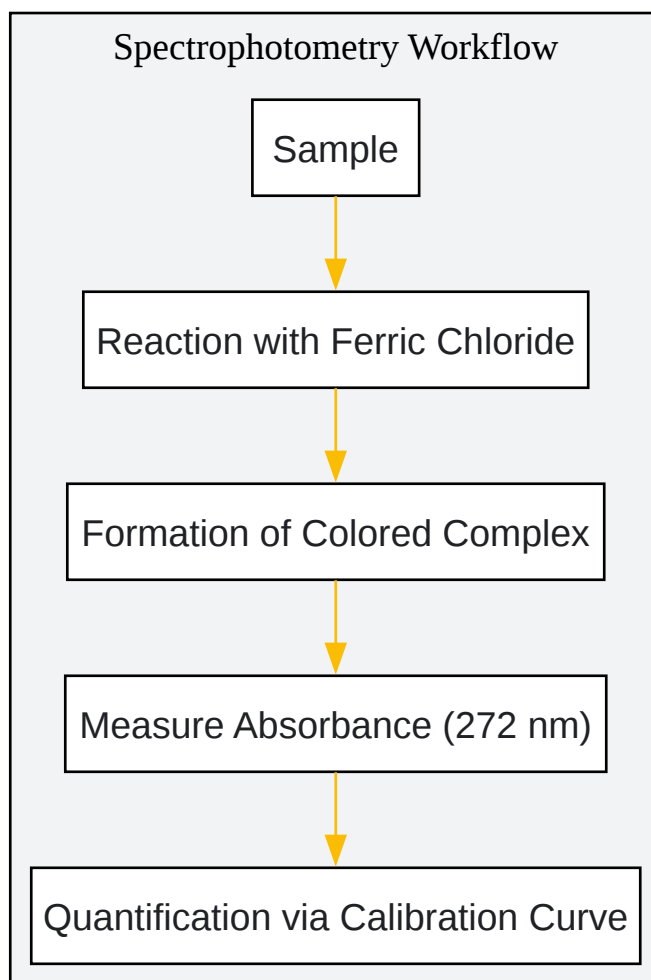 Spectrophotometry Workflow
Sample
Reaction with Ferric Chloride
Formation of Colored Complex
Measure Absorbance (272 nm)
Quantification via Calibration Curve